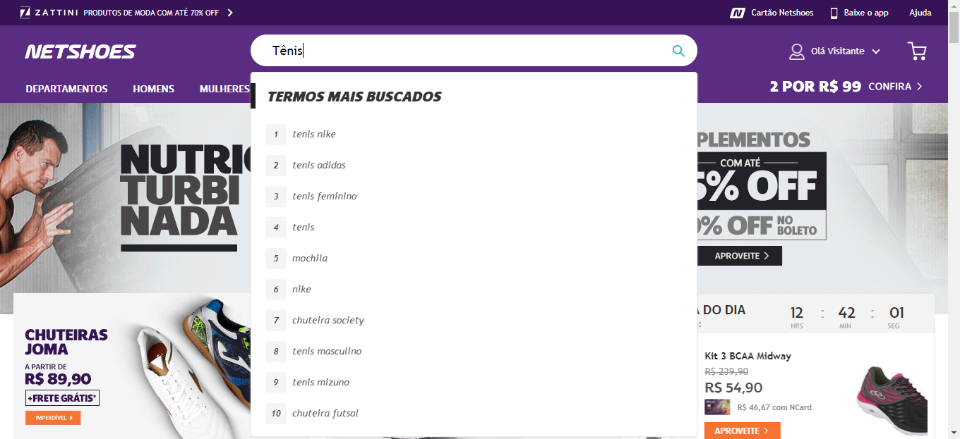 ZATTINI PRODUTOS DE MODA COM ATÉ 70% OFF
Cartão Netshoes
Baixe o app
Ajuda
NETSHOES
Tênis
Olá Visitante
DEPARTAMENTOS
HOMENS
MULHERES
2 POR R$ 99 CONFIRA
TERMOS MAIS BUSCADOS
1 tenis nike
2 tenis adidas
3 tenis feminino
4 tenis
5 mochila
6 nike
7 chuteira society
8 tenis masculino
9 tenis mizuno
10 chuteira futsal
TURBI
NADA
PLEMENTOS
COM ATÉ
5% OFF
% OFF NO
BOLETO
APROVEITE
CHUTEIRAS
JOMA
A PARTIR DE
R$ 89,90
+FRETE GRÁTIS*
IMPERDÍVEL
DO DIA
12 : 42 : 01
HRS MIN SEG
Kit 3 BCAA Midway
R$ 239,90
R$ 54,90
R$ 46,67 com NCard
APROVEITE